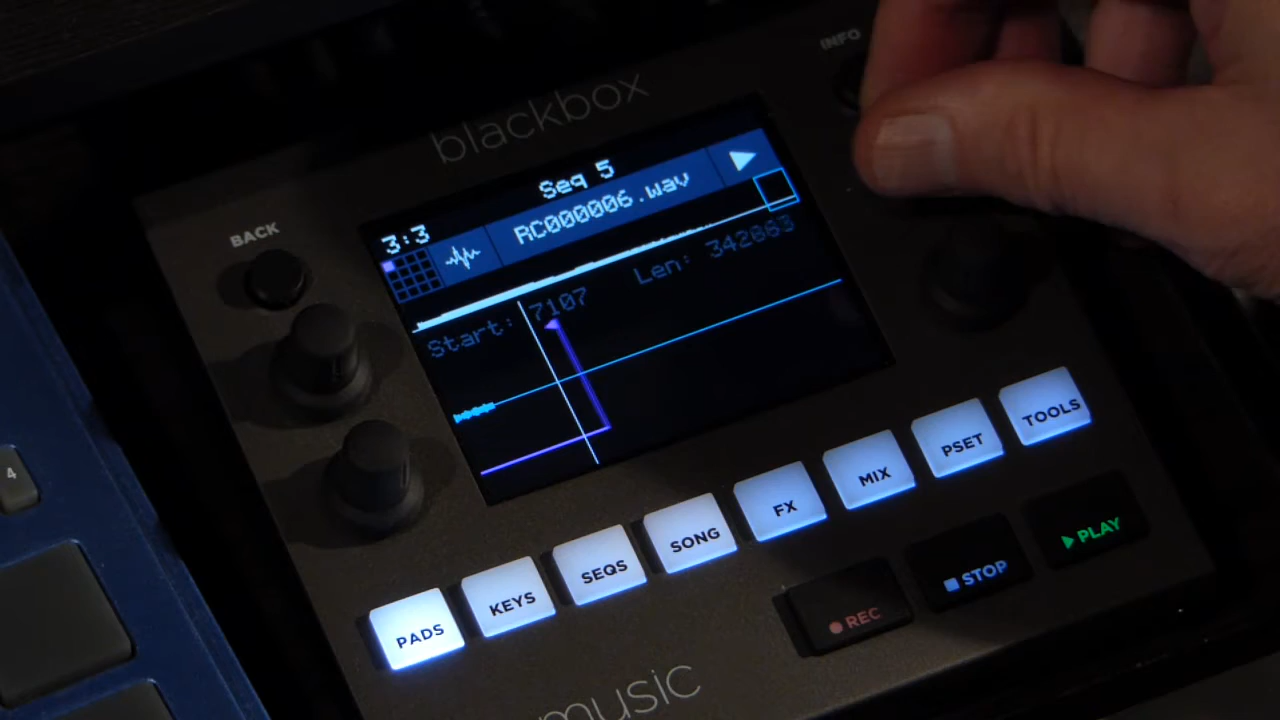 INFO
blackbox
BACK
Seq 5
3:3
RC000006.wav
Start: 7107
Len: 342063
4
PADS
KEYS
SEQS
SONG
FX
MIX
PSET
TOOLS
REC
STOP
PLAY
music